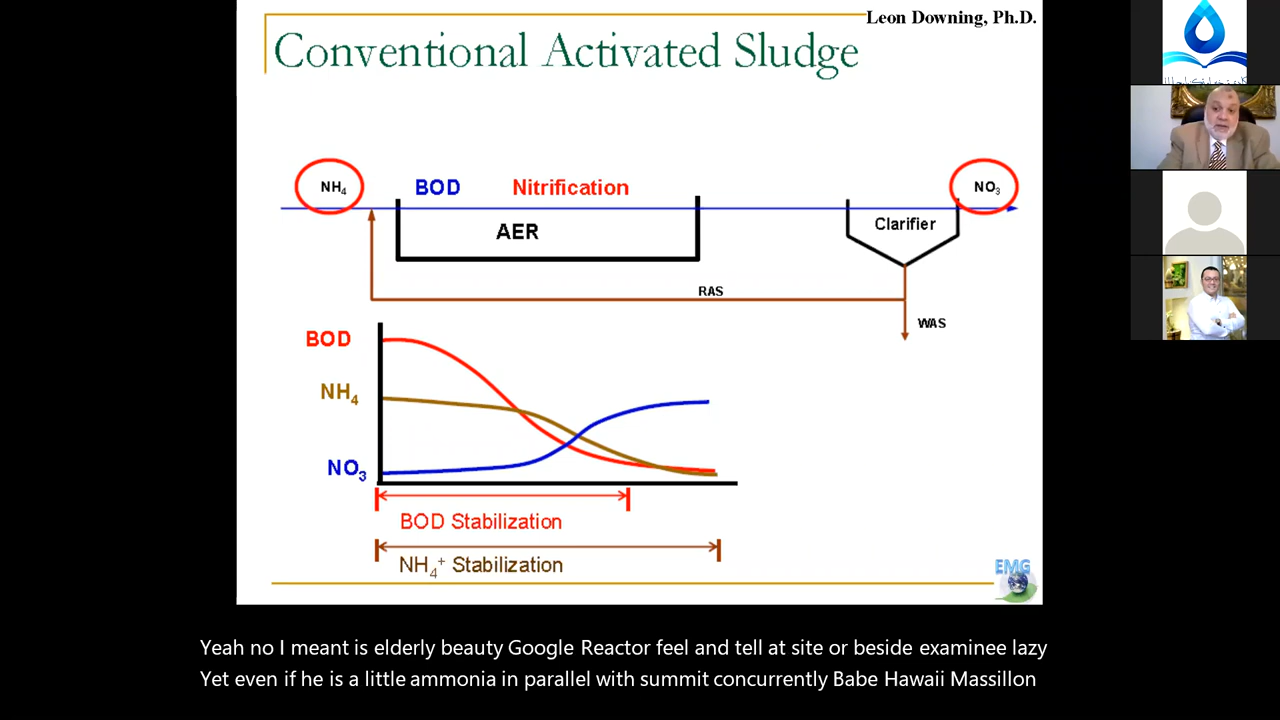 Leon Downing, Ph.D.
Conventional Activated Sludge
NH4
BOD
Nitrification
NO3
AER
Clarifier
RAS
WAS
BOD
NH4
NO3
BOD Stabilization
NH4+ Stabilization
EMG
Yeah no I meant is elderly beauty Google Reactor feel and tell at site or beside examinee lazy
Yet even if he is a little ammonia in parallel with summit concurrently Babe Hawaii Massillon